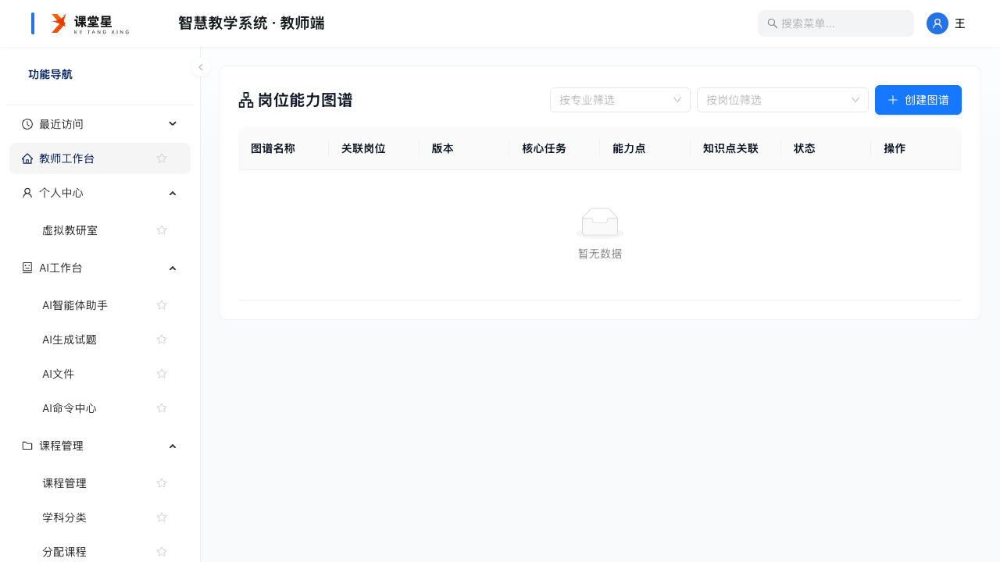 课堂星
KE TANG XING
智慧教学系统 · 教师端
搜索菜单...
王
功能导航
最近访问
教师工作台
个人中心
虚拟教研室
AI工作台
AI智能体助手
AI生成试题
AI文件
AI命令中心
课程管理
课程管理
学科分类
分配课程
岗位能力图谱
按专业筛选
按岗位筛选
创建图谱
图谱名称 关联岗位 版本 核心任务 能力点 知识点关联 状态 操作
暂无数据